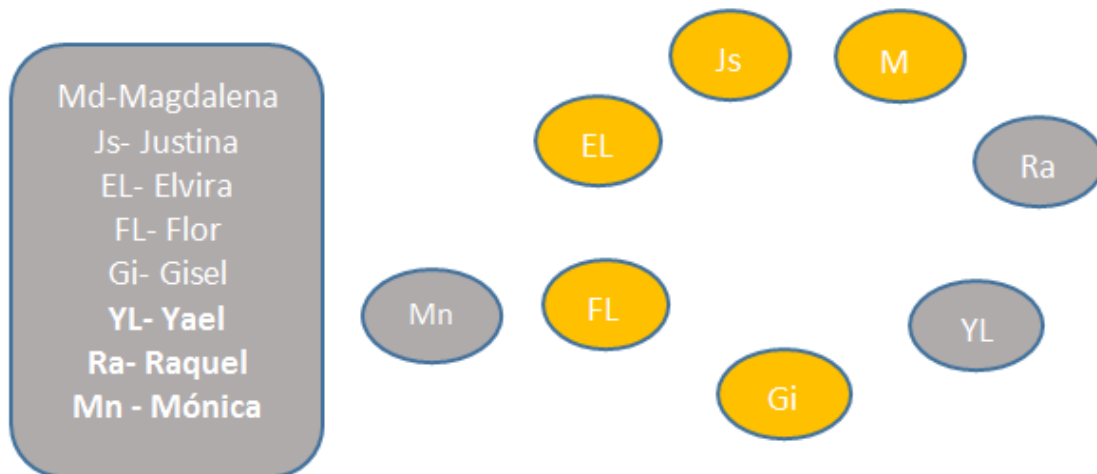 Md-Magdalena
Js- Justina
EL- Elvira
FL- Flor
Gi- Gisel
YL- Yael
Ra- Raquel
Mn - Mónica
Js
M
EL
Ra
Mn
FL
YL
Gi